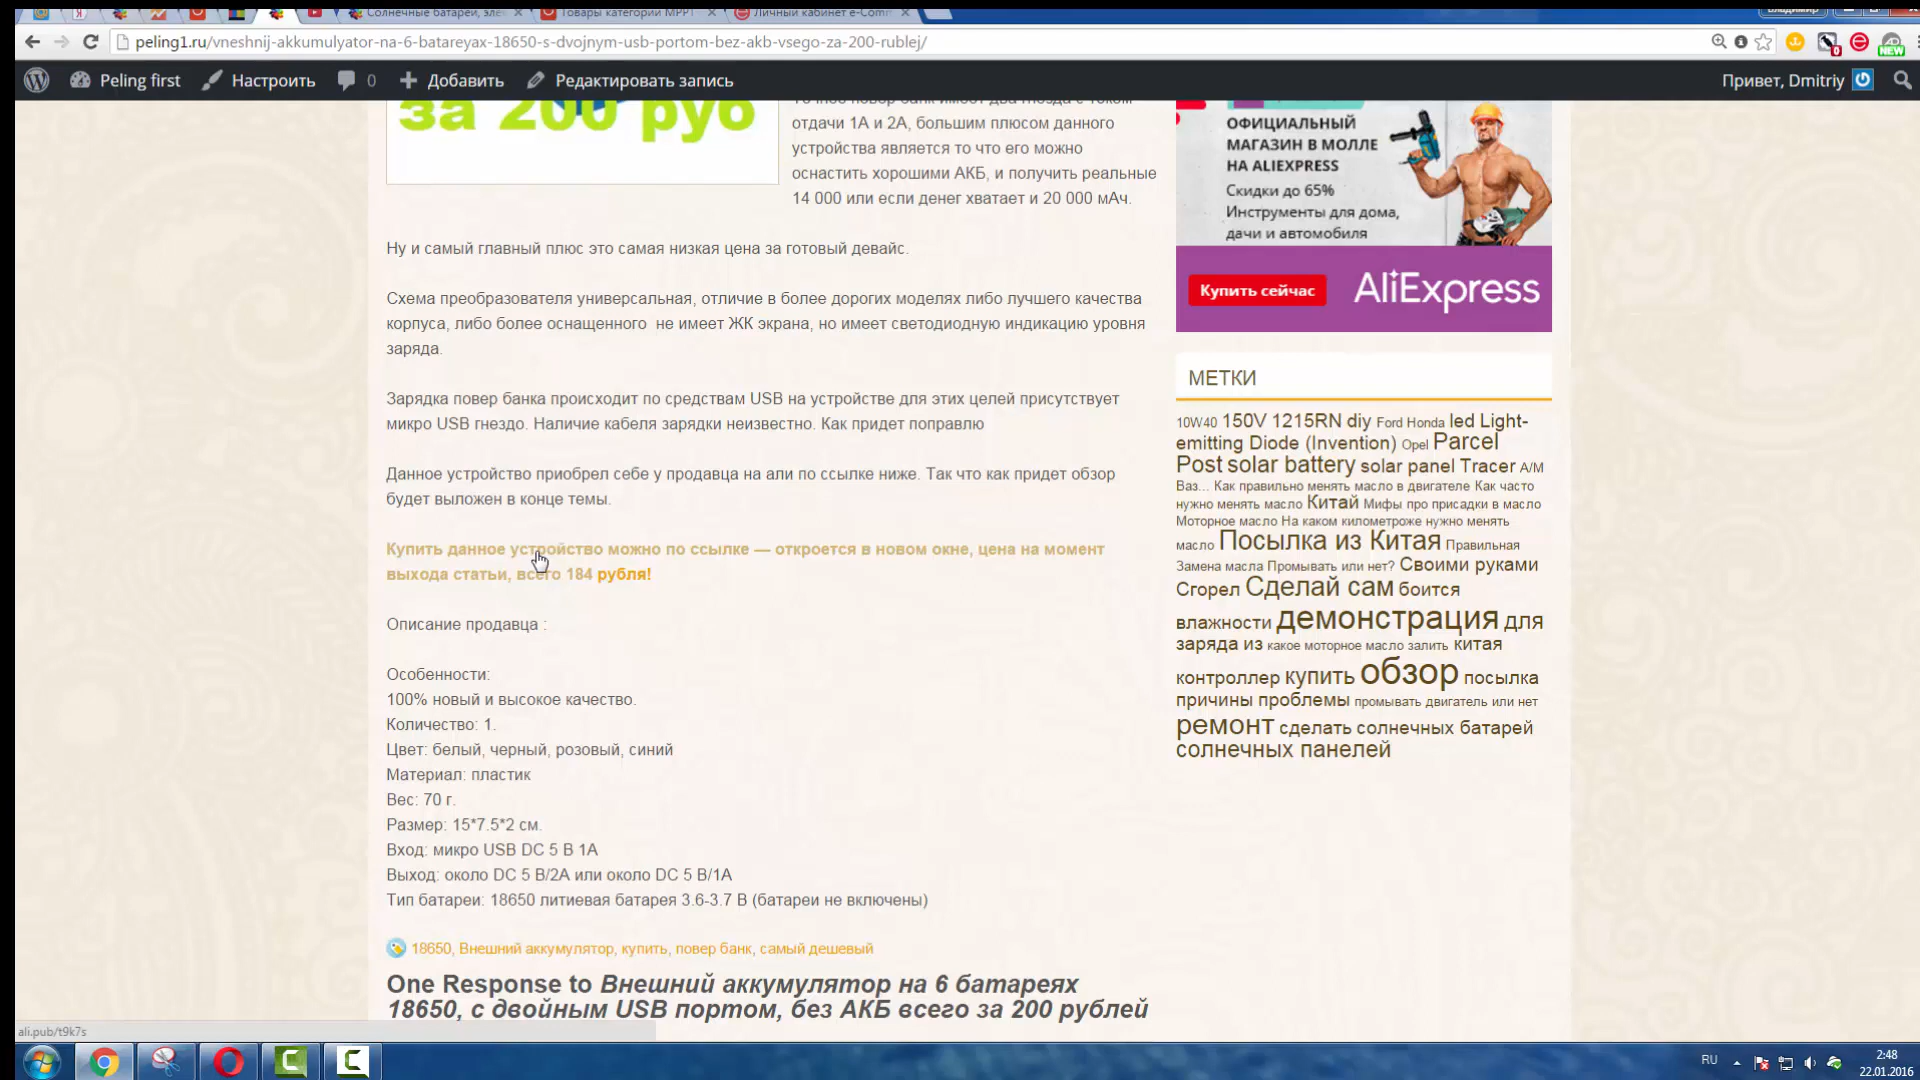 Солнечные батареи, эле
Товары категории MPPT
Личный кабинет e-Comm
Владимир
peling1.ru/vneshnij-akkumulyator-na-6-batareyax-18650-s-dvojnym-usb-portom-bez-akb-vsego-za-200-rublej/
Peling first
Настроить
0
Добавить
Редактировать запись
Привет, Dmitriy
за 200 руб
отдачи 1А и 2А, большим плюсом данного
устройства является то что его можно
оснастить хорошими АКБ, и получить реальные
14 000 или если денег хватает и 20 000 мАч.
Ну и самый главный плюс это самая низкая цена за готовый девайс.
Схема преобразователя универсальная, отличие в более дорогих моделях либо лучшего качества
корпуса, либо более оснащенного не имеет ЖК экрана, но имеет светодиодную индикацию уровня
заряда.
Зарядка повер банка происходит по средствам USB на устройстве для этих целей присутствует
микро USB гнездо. Наличие кабеля зарядки неизвестно. Как придет поправлю
Данное устройство приобрел себе у продавца на али по ссылке ниже. Так что как придет обзор
будет выложен в конце темы.
Купить данное устройство можно по ссылке — откроется в новом окне, цена на момент
выхода статьи, всего 184 рубля!
Описание продавца :
Особенности:
100% новый и высокое качество.
Количество: 1.
Цвет: белый, черный, розовый, синий
Материал: пластик
Вес: 70 г.
Размер: 15*7.5*2 см.
Вход: микро USB DC 5 В 1А
Выход: около DC 5 В/2А или около DC 5 В/1А
Тип батареи: 18650 литиевая батарея 3.6-3.7 В (батареи не включены)
18650, Внешний аккумулятор, купить, повер банк, самый дешевый
One Response to Внешний аккумулятор на 6 батареях
18650, с двойным USB портом, без АКБ всего за 200 рублей
ОФИЦИАЛЬНЫЙ
МАГАЗИН В МОЛЛЕ
НА ALIEXPRESS
Скидки до 65%
Инструменты для дома,
дачи и автомобиля
Купить сейчас
AliExpress
МЕТКИ
10W40 150V 1215RN diy Ford Honda led Light-
emitting Diode (Invention) Opel Parcel
Post solar battery solar panel Tracer А/М
Ваз... Как правильно менять масло в двигателе Как часто
нужно менять масло Китай Мифы про присадки в масло
Моторное масло На каком километроже нужно менять
масло Посылка из Китая Правильная
Замена масла Промывать или нет? Своими руками
Сгорел Сделай сам боится
влажности демонстрация для
заряда из какое моторное масло залить китая
контроллер купить обзор посылка
причины проблемы промывать двигатель или нет
ремонт сделать солнечных батарей
солнечных панелей
ali.pub/t9k7s
RU
2:48
22.01.2016